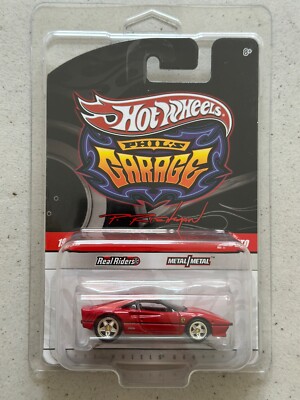 Hot Wheels
PHIL'S
GARAGE
Real Riders
METAL METAL